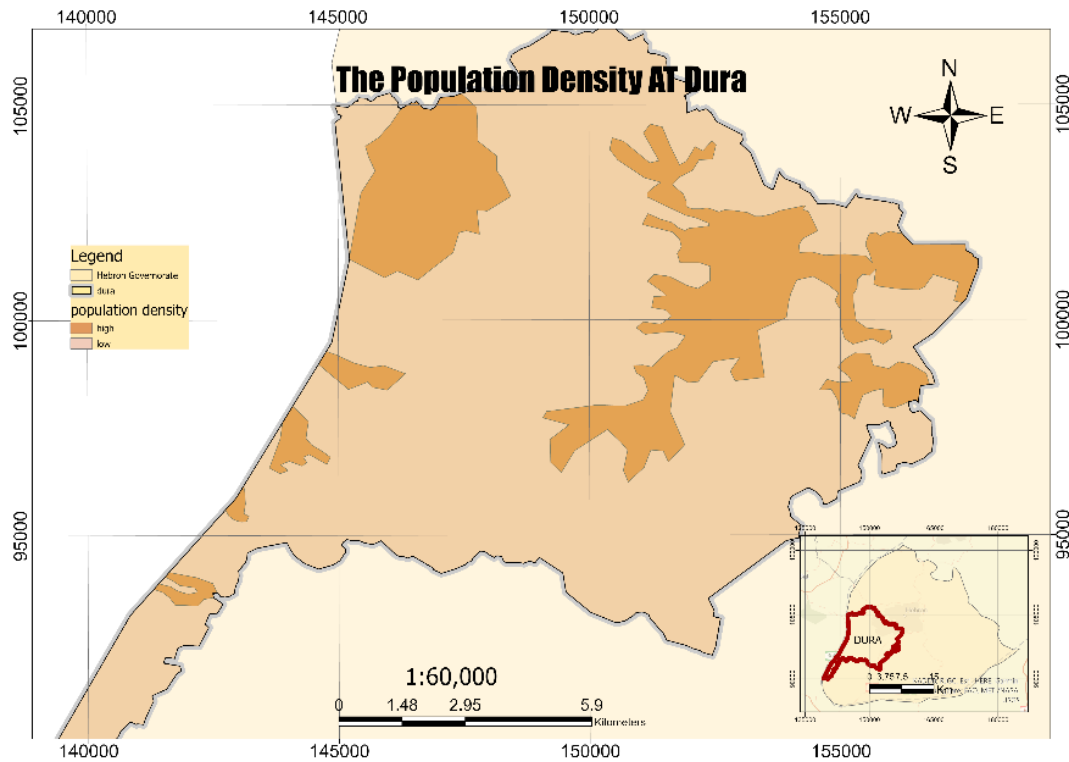 140000 145000 150000 155000
The Population Density AT Dura
105000
105000
N
W E
S
Legend
Hebron Governorate
dura
population density
high
low
100000
100000
95000
95000
DURA
1:60,000
0 1.48 2.95 5.9
Kilometers
140000 145000 150000 155000